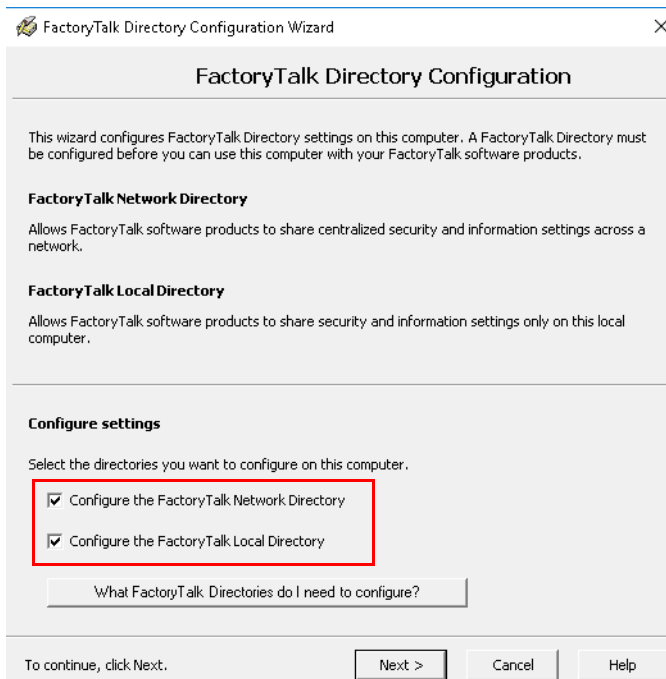 FactoryTalk Directory Configuration Wizard
FactoryTalk Directory Configuration
This wizard configures FactoryTalk Directory settings on this computer. A FactoryTalk Directory must
be configured before you can use this computer with your FactoryTalk software products.
FactoryTalk Network Directory
Allows FactoryTalk software products to share centralized security and information settings across a
network.
FactoryTalk Local Directory
Allows FactoryTalk software products to share security and information settings only on this local
computer.
Configure settings
Select the directories you want to configure on this computer.
Configure the FactoryTalk Network Directory
Configure the FactoryTalk Local Directory
What FactoryTalk Directories do I need to configure?
To continue, click Next.
Next >
Cancel
Help